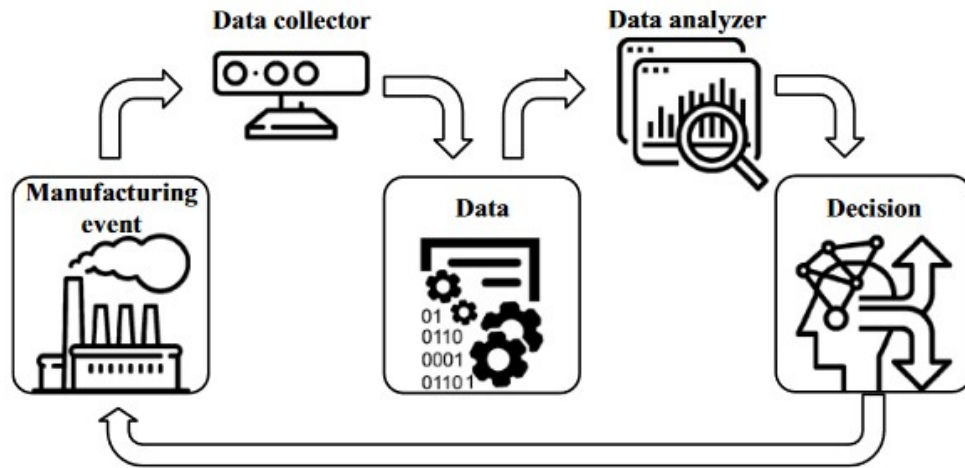 Data collector
Data analyzer
Manufacturing
event
Data
Decision
01
0110
0001
01101